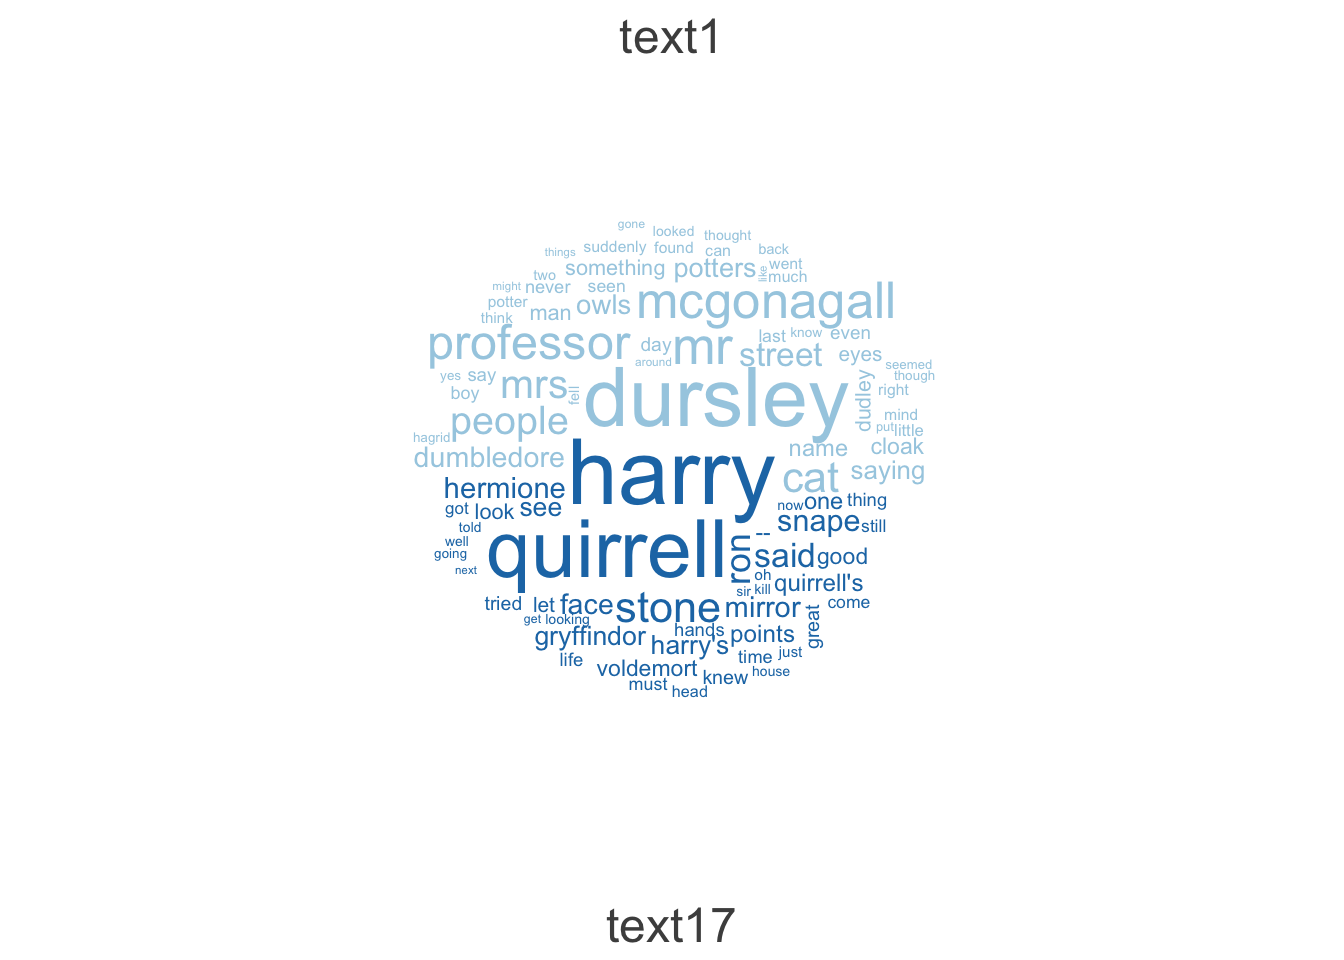 text1
gone
looked thought
things suddenly found can back
two something potters like went
might never seen much
potter man owls mcgonagall
think
professor day mr street last know even
around eyes
yes say mrs fell dursley dudley seemed
though
boy right
people mind
put little
hagrid
dumbledore harry name cloak
cat saying
hermione
got look see now one thing
told snape still
well quirrell ron --
going said good
next oh
sir kill quirrell's
tried let face stone mirror come
get looking great
gryffindor hands points
harry's
life time just
voldemort knew house
must head
text17